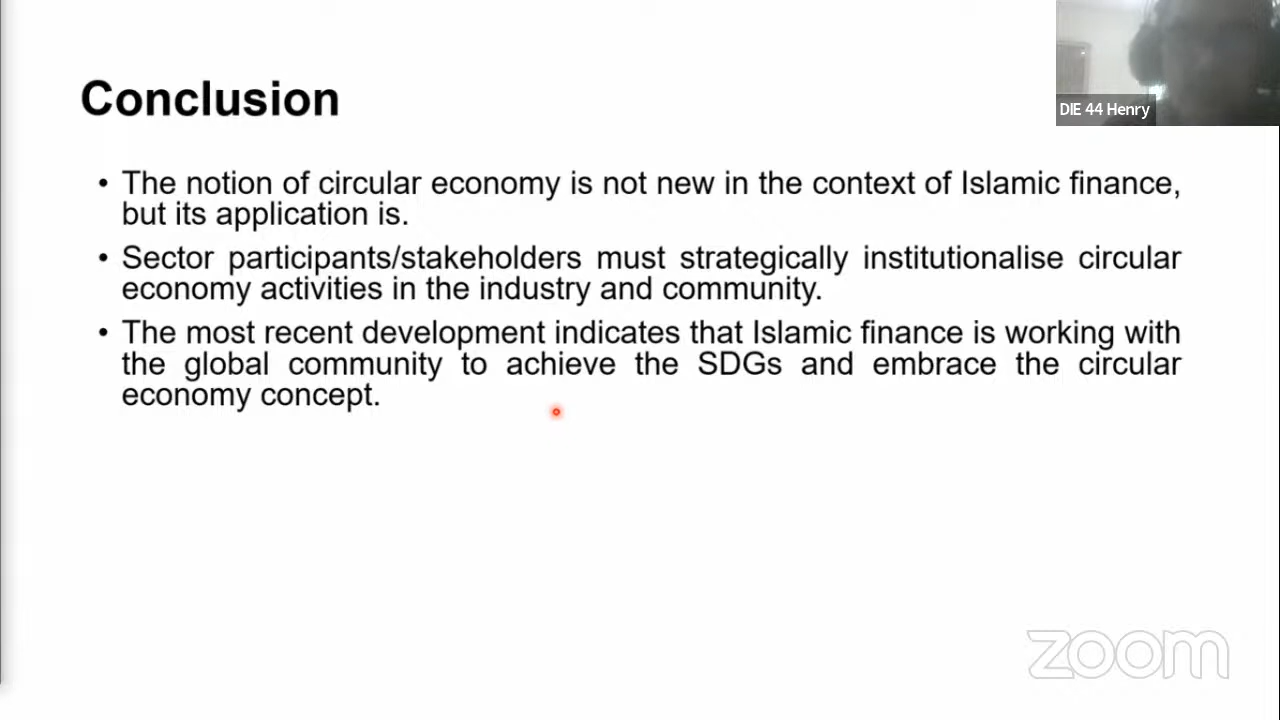 DIE 44 Henry
Conclusion
• The notion of circular economy is not new in the context of Islamic finance,
but its application is.
• Sector participants/stakeholders must strategically institutionalise circular
economy activities in the industry and community.
• The most recent development indicates that Islamic finance is working with
the global community to achieve the SDGs and embrace the circular
economy concept.
zoom